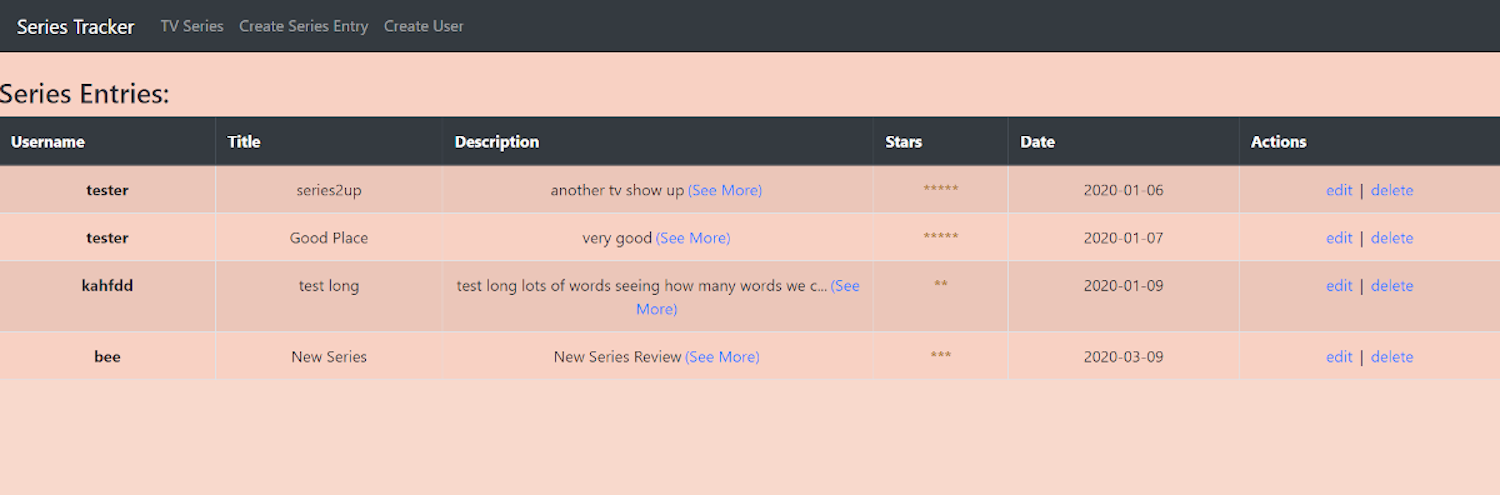 Series Tracker TV Series Create Series Entry Create User
Series Entries:
Username Title Description Stars Date Actions
tester series2up another tv show up (See More) ***** 2020-01-06 edit | delete
tester Good Place very good (See More) ***** 2020-01-07 edit | delete
kahfdd test long test long lots of words seeing how many words we c... (See ** 2020-01-09 edit | delete
More)
bee New Series New Series Review (See More) *** 2020-03-09 edit | delete